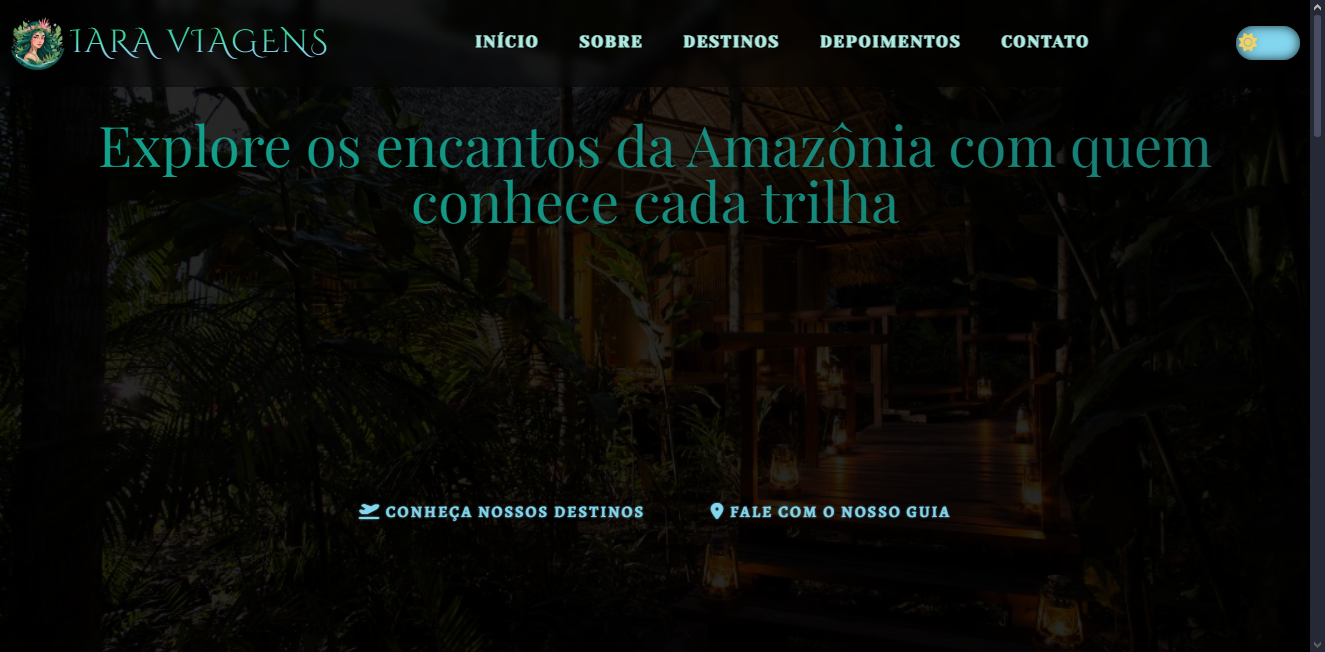 IARA VIAGENS
INÍCIO SOBRE DESTINOS DEPOIMENTOS CONTATO
Explore os encantos da Amazônia com quem
conhece cada trilha
CONHEÇA NOSSOS DESTINOS FALE COM O NOSSO GUIA